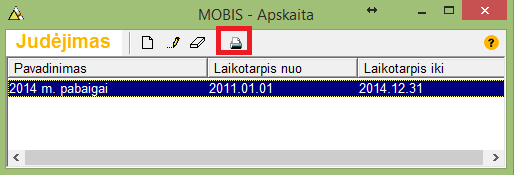 MOBIS - Apskaita
Judėjimas ?
Pavadinimas Laikotarpis nuo Laikotarpis iki
2014 m. pabaigai 2011.01.01 2014.12.31